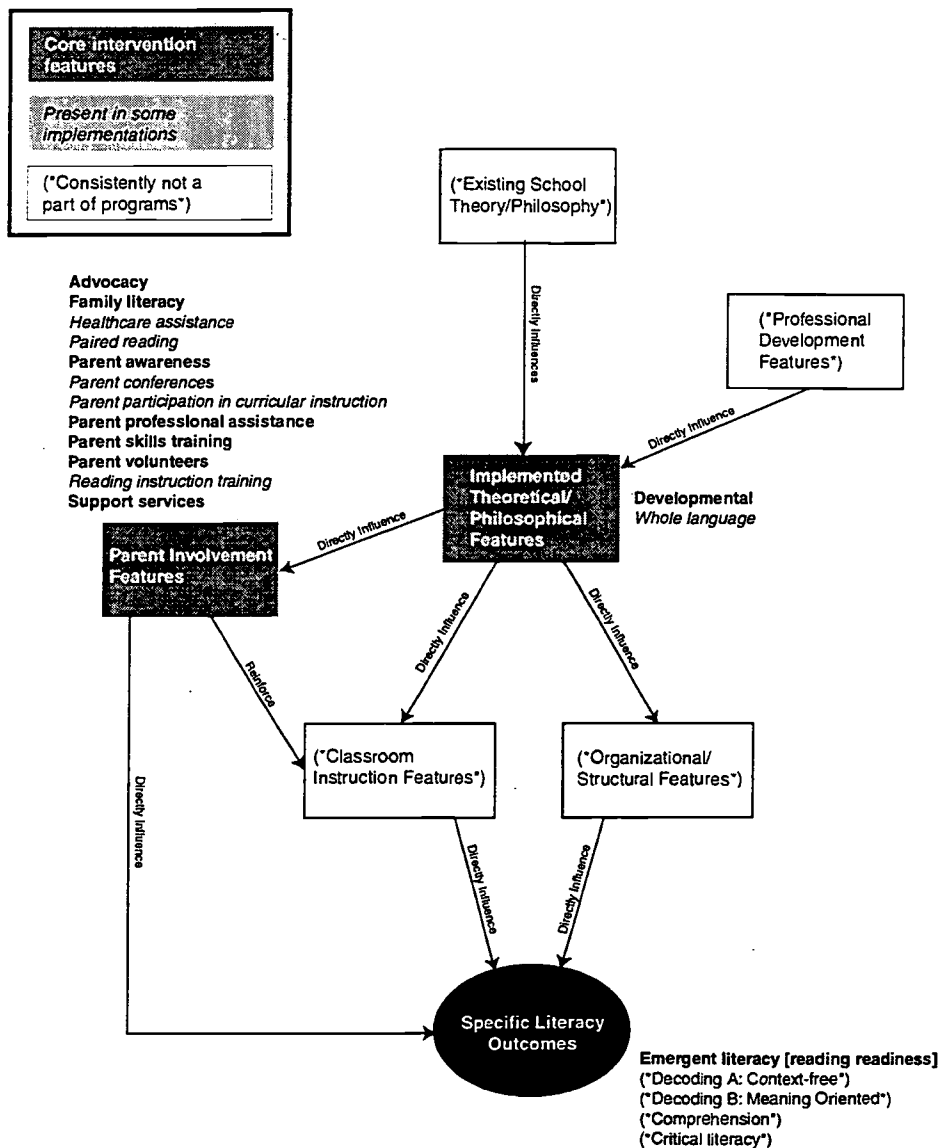 Core intervention
features
Present in some
implementations
("Consistently not a
part of programs")
("Existing School
Theory/Philosophy")
Directly Influences
Advocacy
Family literacy
Healthcare assistance
Paired reading
Parent awareness
Parent conferences
Parent participation in curricular instruction
Parent professional assistance
Parent skills training
Parent volunteers
Reading instruction training
Support services
("Professional
Development
Features")
Directly Influence
Implemented
Theoretical/
Philosophical
Features
Developmental
Whole language
Directly Influence
Parent Involvement
Features
Directly Influence
Directly Influence
Reinforce
("Classroom
Instruction Features")
("Organizational/
Structural Features")
Directly Influence
Directly Influence
Directly Influence
Specific Literacy
Outcomes
Emergent literacy [reading readiness]
("Decoding A: Context-free")
("Decoding B: Meaning Oriented")
("Comprehension")
("Critical literacy")